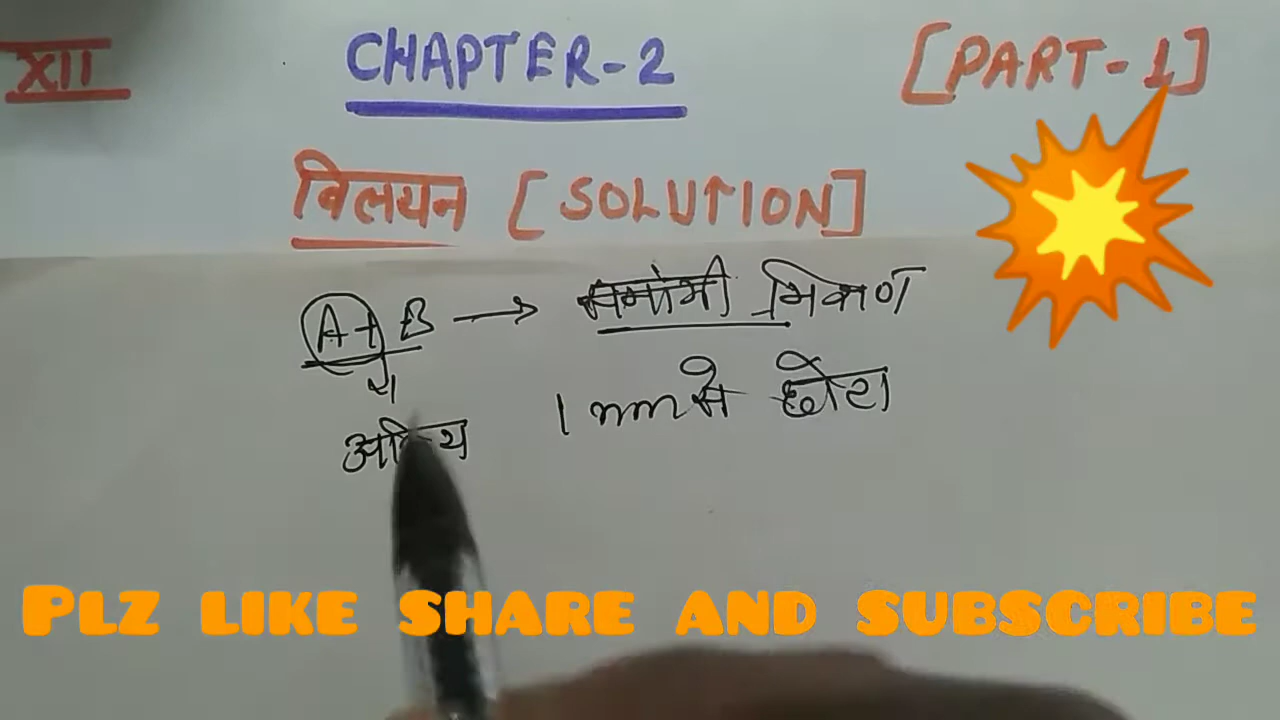 XII
CHAPTER-2
[PART-1]
विलयन [SOLUTION]
A+B → समांगी मिश्रण
या
1 nm से छोटा
PLZ LIKE SHARE AND SUBSCRIBE